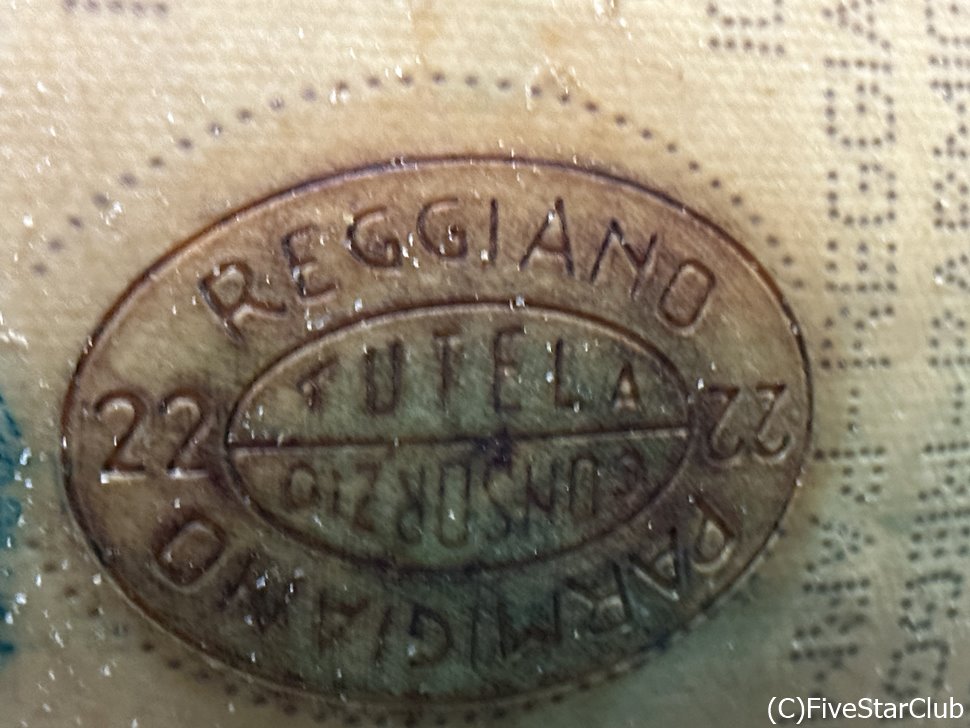 REGGIANO
22
TUTELA
22
CONSORZIO
PARMIGIANO
(C)FiveStarClub